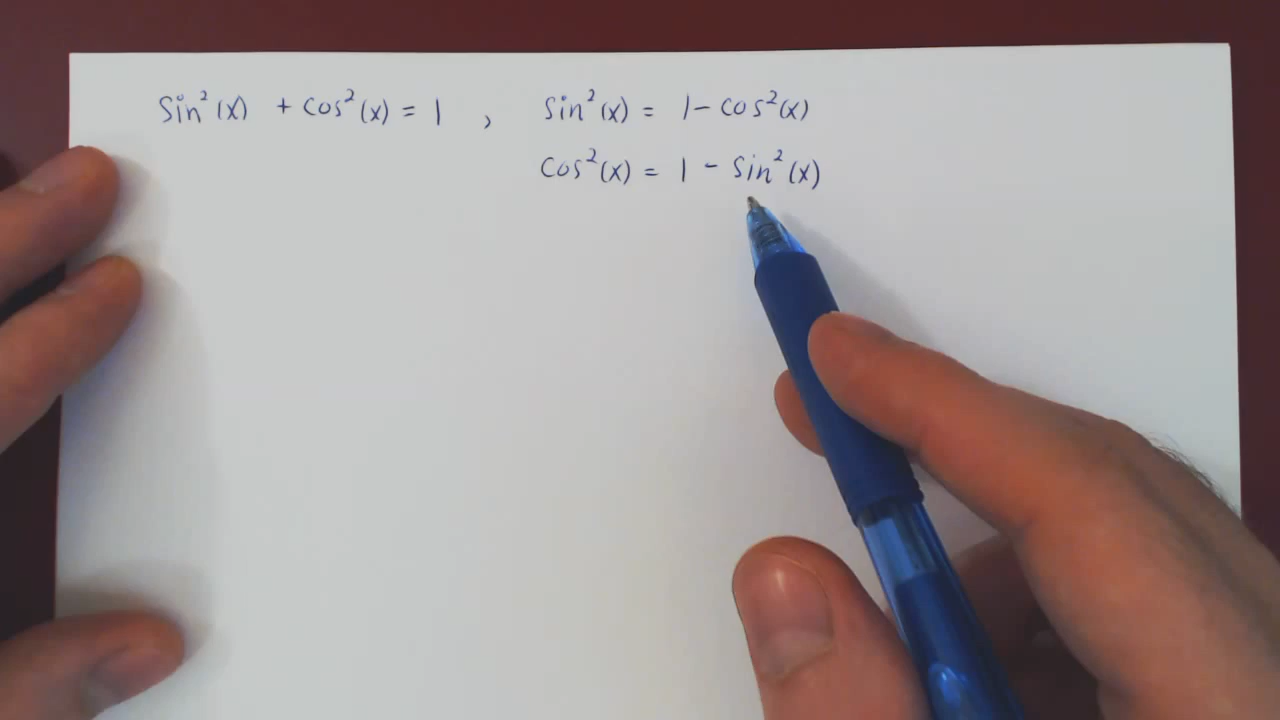 Sin²(x) + Cos²(x) = 1 , Sin²(x) = 1 - Cos²(x)
Cos²(x) = 1 - Sin²(x)